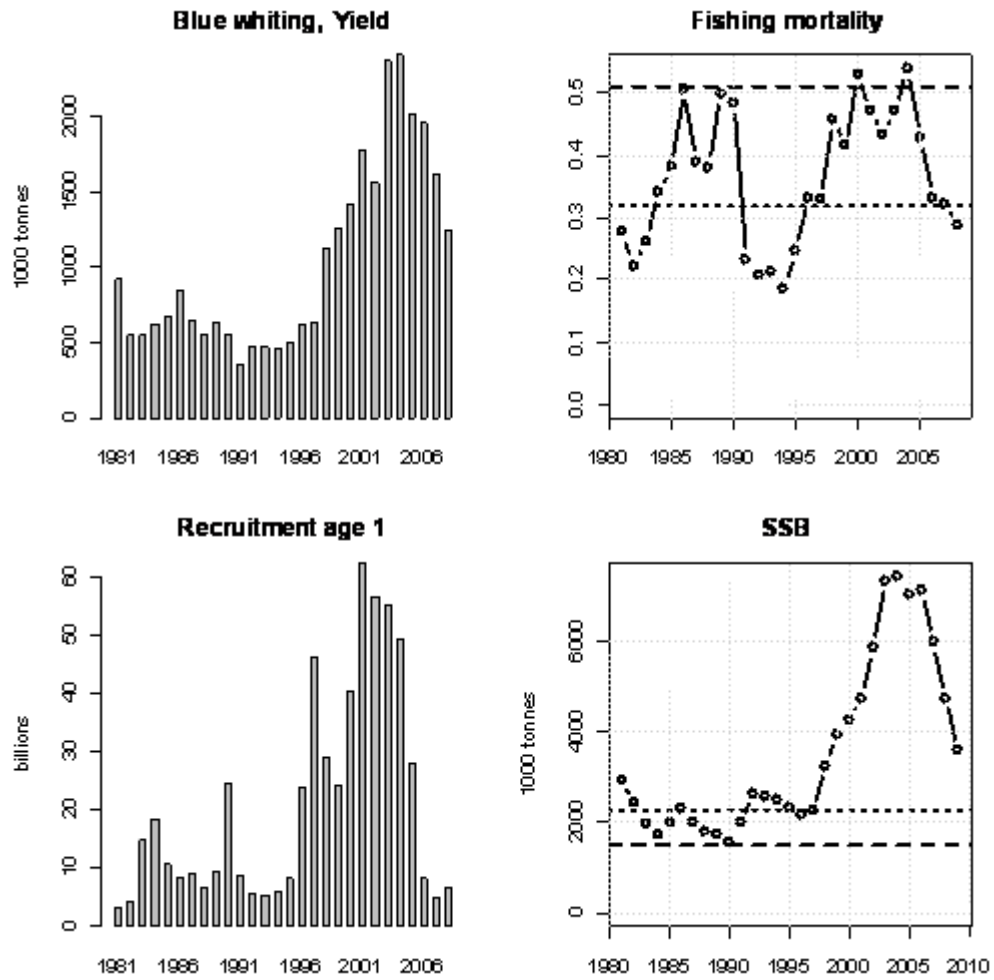 Blue whiting, Yield
1000 tonnes
2000
1500
1000
500
0
1981 1986 1991 1996 2001 2006
Fishing mortality
0.5
0.4
0.3
0.2
0.1
0.0
1980 1985 1990 1995 2000 2005
Recruitment age 1
billions
60
50
40
30
20
10
0
1981 1986 1991 1996 2001 2006
SSB
1000 tonnes
6000
4000
2000
0
1980 1985 1990 1995 2000 2005 2010